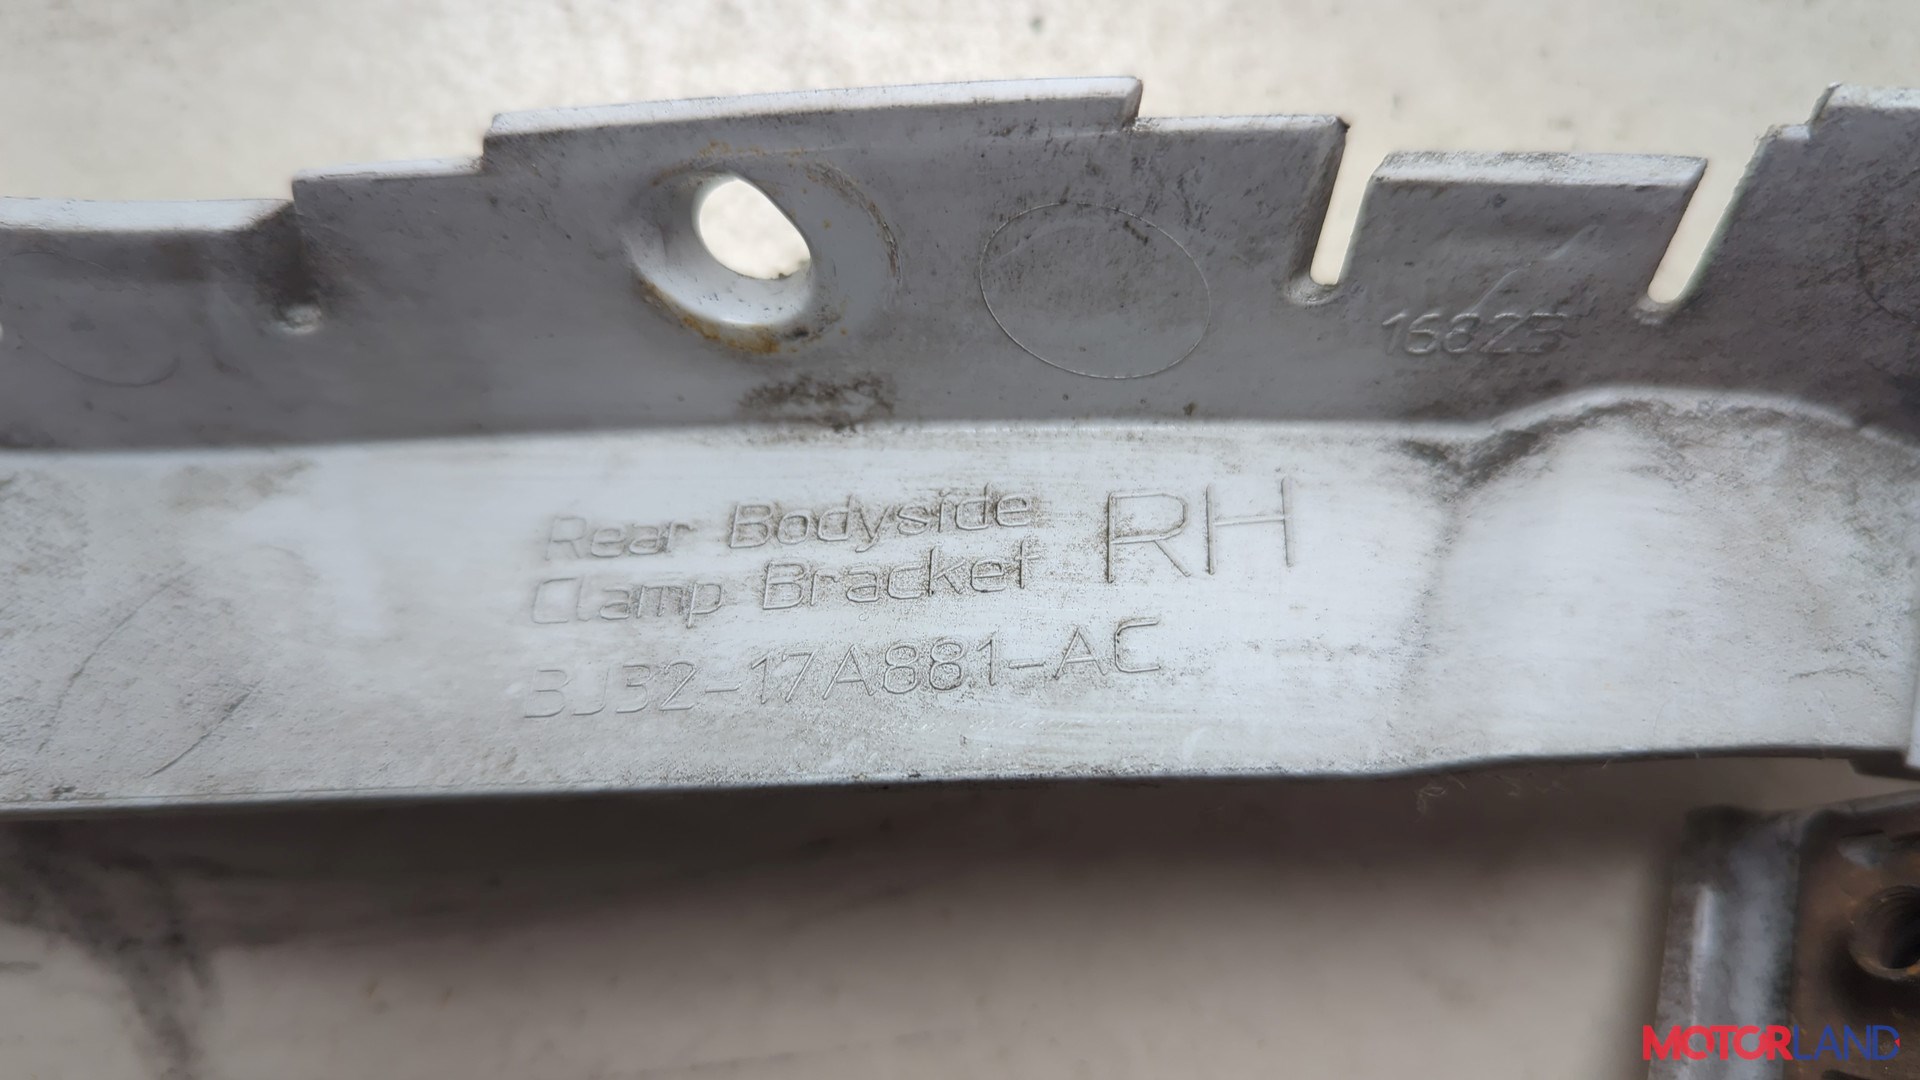 16825
Rear Bodyside
Clamp Bracket RH
BJ32-17A881-AC
MOTORLAND